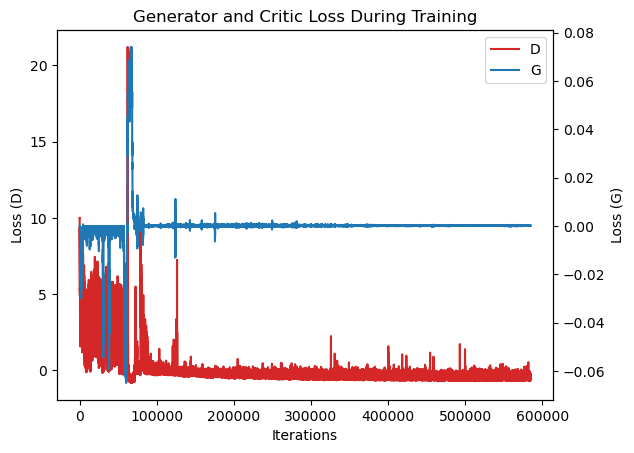 Generator and Critic Loss During Training
D
G
Loss (D)
20
15
10
5
0
0.08
0.06
0.04
0.02
0.00
−0.02
−0.04
−0.06
Loss (G)
0 100000 200000 300000 400000 500000 600000
Iterations